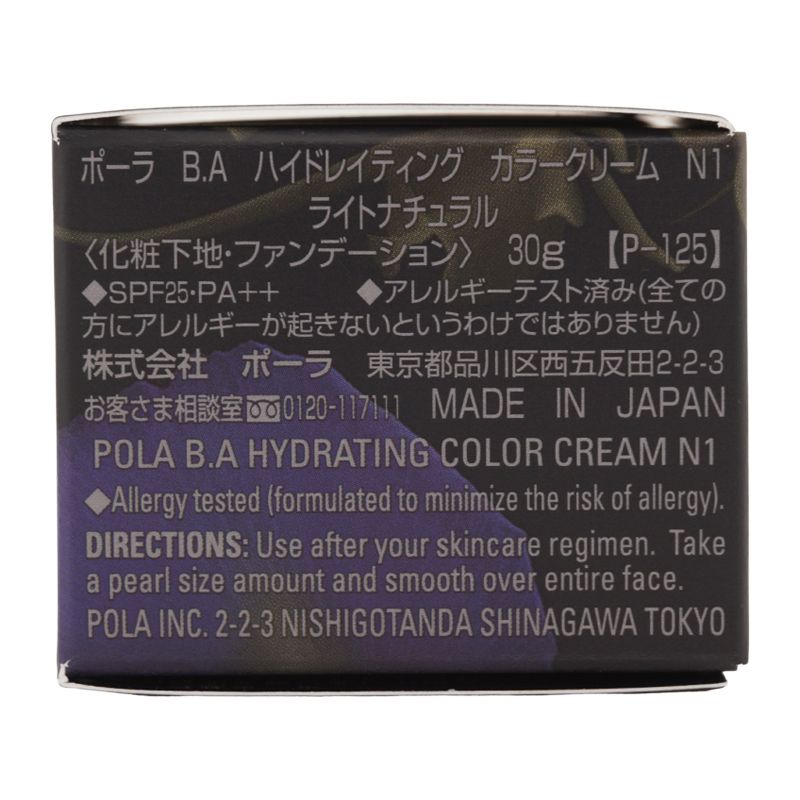 ポーラ B.A ハイドレイティング カラークリーム N1
ライトナチュラル
〈化粧下地・ファンデーション〉 30g 【P-125】
◆SPF25・PA++ ◆アレルギーテスト済み(全ての
方にアレルギーが起きないというわけではありません)
株式会社 ポーラ 東京都品川区西五反田2-2-3
お客さま相談室 0120-117111 MADE IN JAPAN
POLA B.A HYDRATING COLOR CREAM N1
◆Allergy tested (formulated to minimize the risk of allergy).
DIRECTIONS: Use after your skincare regimen. Take
a pearl size amount and smooth over entire face.
POLA INC. 2-2-3 NISHIGOTANDA SHINAGAWA TOKYO